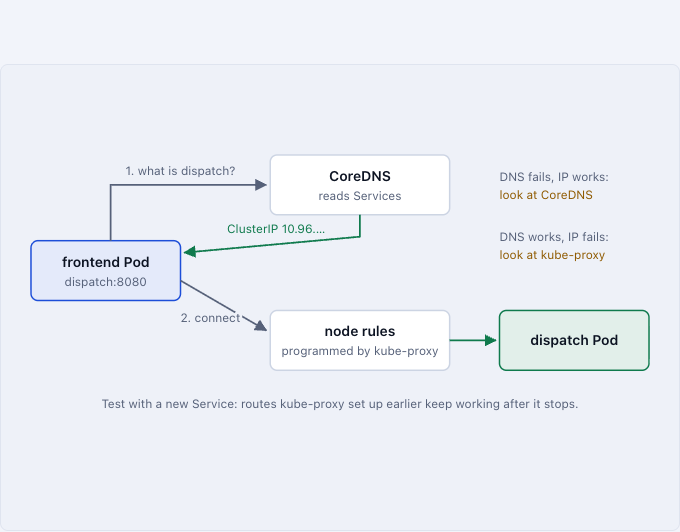 1. what is dispatch?
CoreDNS
reads Services
DNS fails, IP works:
look at CoreDNS
ClusterIP 10.96.…
DNS works, IP fails:
look at kube-proxy
frontend Pod
dispatch:8080
2. connect
node rules
programmed by kube-proxy
dispatch Pod
Test with a new Service: routes kube-proxy set up earlier keep working after it stops.